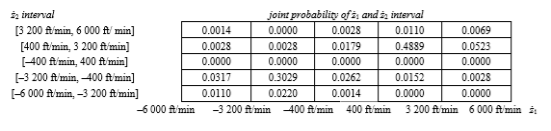 ż₂ interval joint probability of ż₁ and ż₂ interval
[3 200 ft/min, 6 000 ft/ min] 0.0014 0.0000 0.0028 0.0110 0.0069
[400 ft/min, 3 200 ft/min] 0.0028 0.0028 0.0179 0.4889 0.0523
[–400 ft/min, 400 ft/min] 0.0000 0.0000 0.0000 0.0000 0.0000
[–3 200 ft/min, –400 ft/min] 0.0317 0.3029 0.0262 0.0152 0.0028
[–6 000 ft/min, –3 200 ft/min] 0.0110 0.0220 0.0014 0.0000 0.0000
–6 000 ft/min –3 200 ft/min –400 ft/min 400 ft/min 3 200 ft/min 6 000 ft/min ż₁